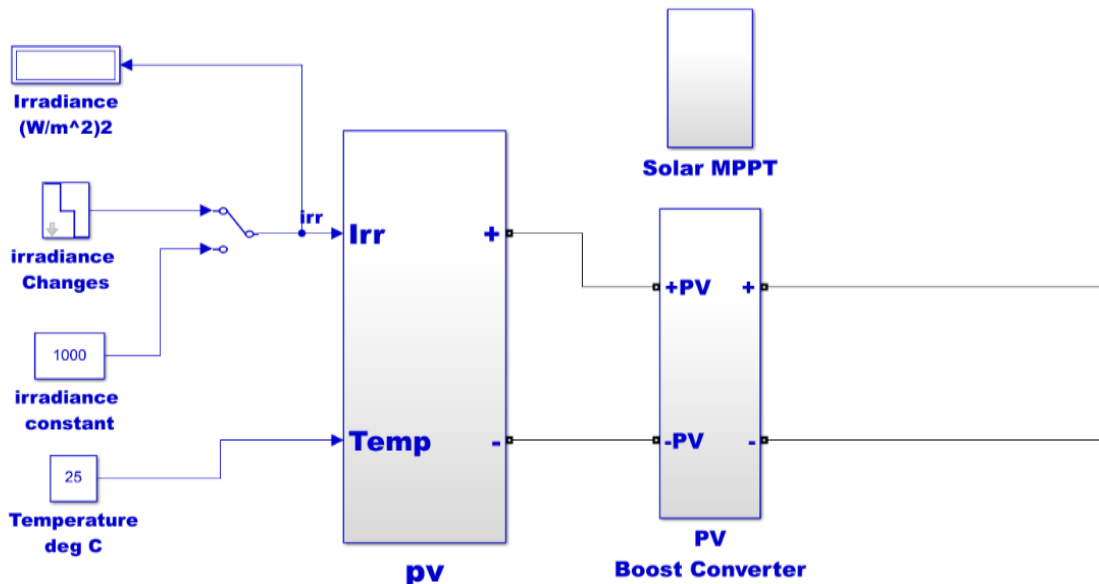 Irradiance
(W/m^2)2
irradiance
Changes
1000
irradiance
constant
25
Temperature
deg C
irr
Irr
+
Temp
-
pv
Solar MPPT
+PV
+
-PV
-
PV
Boost Converter